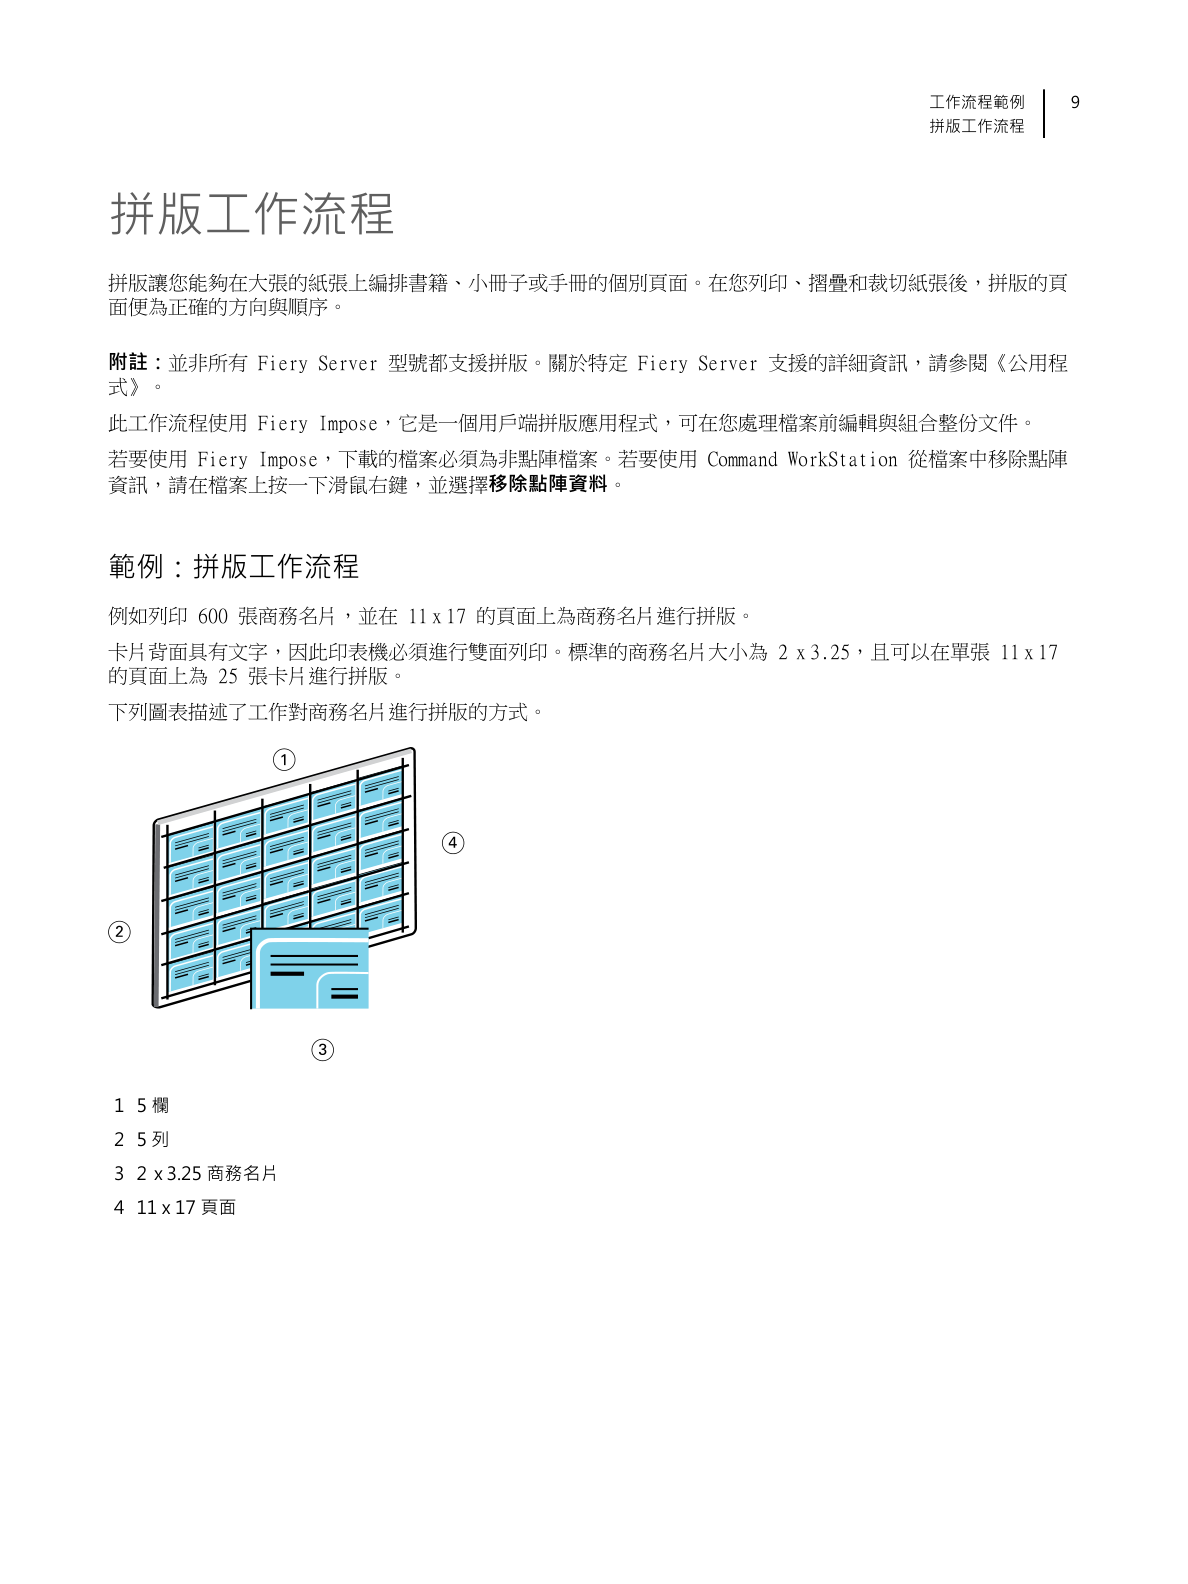 工作流程範例 9
拼版工作流程
拼版工作流程
拼版讓您能夠在大張的紙張上編排書籍、小冊子或手冊的個別頁面。在您列印、摺疊和裁切紙張後，拼版的頁
面便為正確的方向與順序。
附註：並非所有 Fiery Server 型號都支援拼版。關於特定 Fiery Server 支援的詳細資訊，請參閱《公用程
式》。
此工作流程使用 Fiery Impose，它是一個用戶端拼版應用程式，可在您處理檔案前編輯與組合整份文件。
若要使用 Fiery Impose，下載的檔案必須為非點陣檔案。若要使用 Command WorkStation 從檔案中移除點陣
資訊，請在檔案上按一下滑鼠右鍵，並選擇移除點陣資料。
範例：拼版工作流程
例如列印 600 張商務名片，並在 11 x 17 的頁面上為商務名片進行拼版。
卡片背面具有文字，因此印表機必須進行雙面列印。標準的商務名片大小為 2 x 3.25，且可以在單張 11 x 17
的頁面上為 25 張卡片進行拼版。
下列圖表描述了工作對商務名片進行拼版的方式。
1
4
2
3
1 5 欄
2 5 列
3 2 x 3.25 商務名片
4 11 x 17 頁面